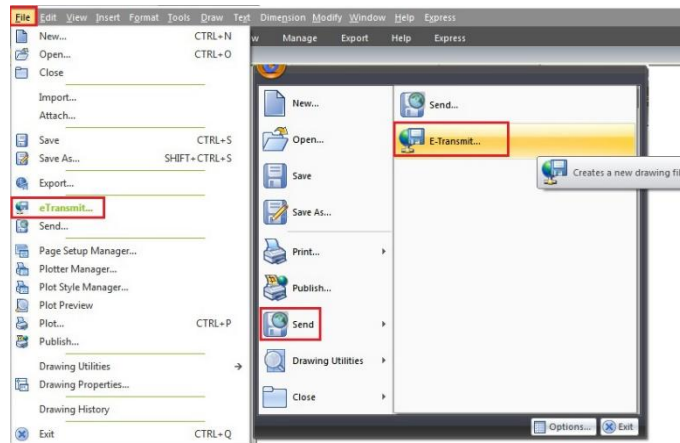 File Edit View Insert Format Tools Draw Text Dimension Modify Window Help Express
w Manage Export Help Express
New... CTRL+N
Open... CTRL+O
Close
Import...
Attach...
Save CTRL+S
Save As... SHIFT+CTRL+S
Export...
eTransmit...
Send...
Page Setup Manager...
Plotter Manager...
Plot Style Manager...
Plot Preview
Plot... CTRL+P
Publish...
Drawing Utilities
Drawing Properties...
Drawing History
Exit CTRL+Q
New...
Open...
Save
Save As...
Print...
Publish...
Send
Drawing Utilities
Close
Send...
E-Transmit...
Creates a new drawing fil
Options... Exit